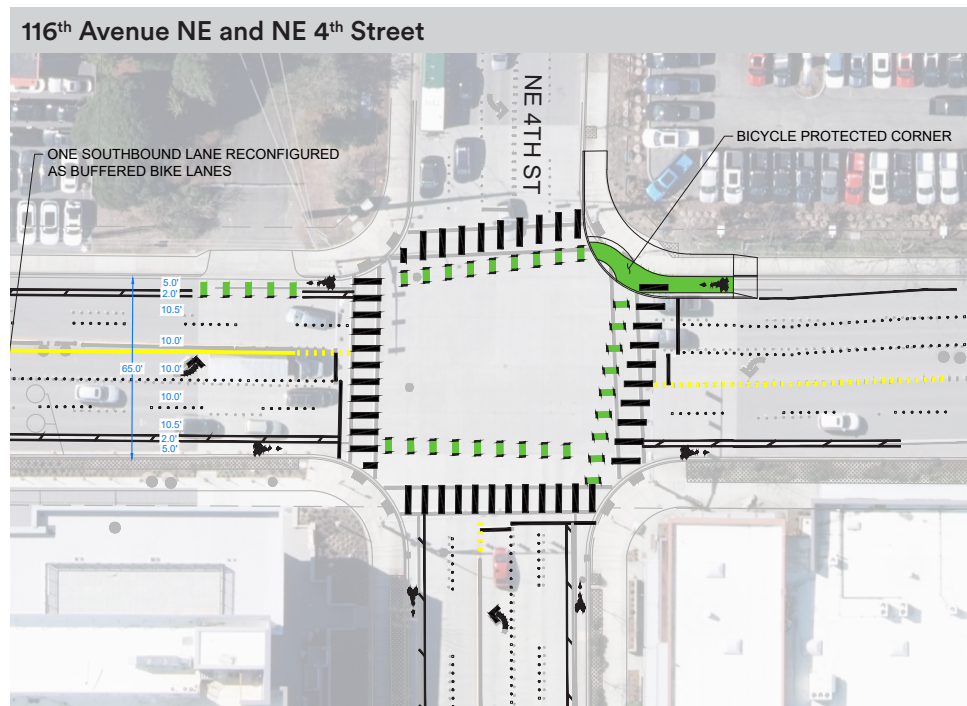 116th Avenue NE and NE 4th Street
NE 4TH ST
BICYCLE PROTECTED CORNER
ONE SOUTHBOUND LANE RECONFIGURED
AS BUFFERED BIKE LANES
5.0'
2.0'
10.5'
10.0'
65.0'
10.0'
10.0'
10.5'
2.0'
5.0'